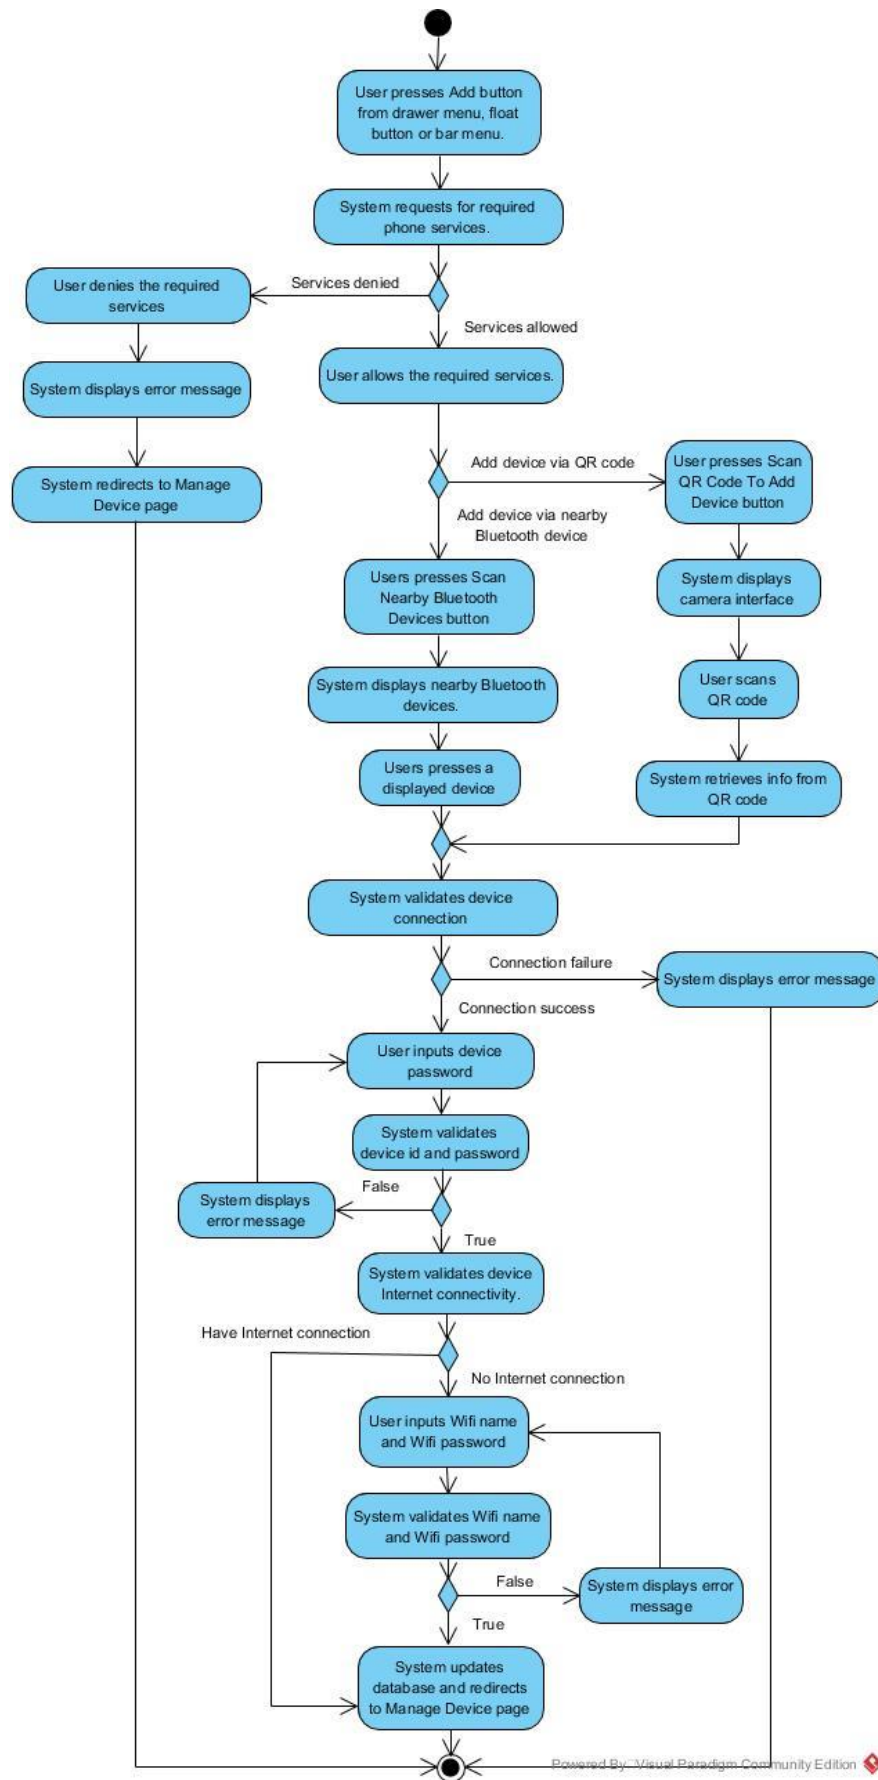 User presses Add button
from drawer menu, float
button or bar menu.
System requests for required
phone services.
Services denied
User denies the required
services
Services allowed
System displays error message
User allows the required services.
System redirects to Manage
Device page
Add device via QR code
User presses Scan
QR Code To Add
Device button
Add device via nearby
Bluetooth device
Users presses Scan
Nearby Bluetooth
Devices button
System displays
camera interface
System displays nearby Bluetooth
devices.
User scans
QR code
Users presses a
displayed device
System retrieves info from
QR code
System validates device
connection
Connection failure
System displays error message
Connection success
User inputs device
password
System validates
device id and password
False
System displays
error message
True
System validates device
Internet connectivity.
Have Internet connection
No Internet connection
User inputs Wifi name
and Wifi password
System validates Wifi name
and Wifi password
False
System displays error
message
True
System updates
database and redirects
to Manage Device page
Powered By Visual Paradigm Community Edition